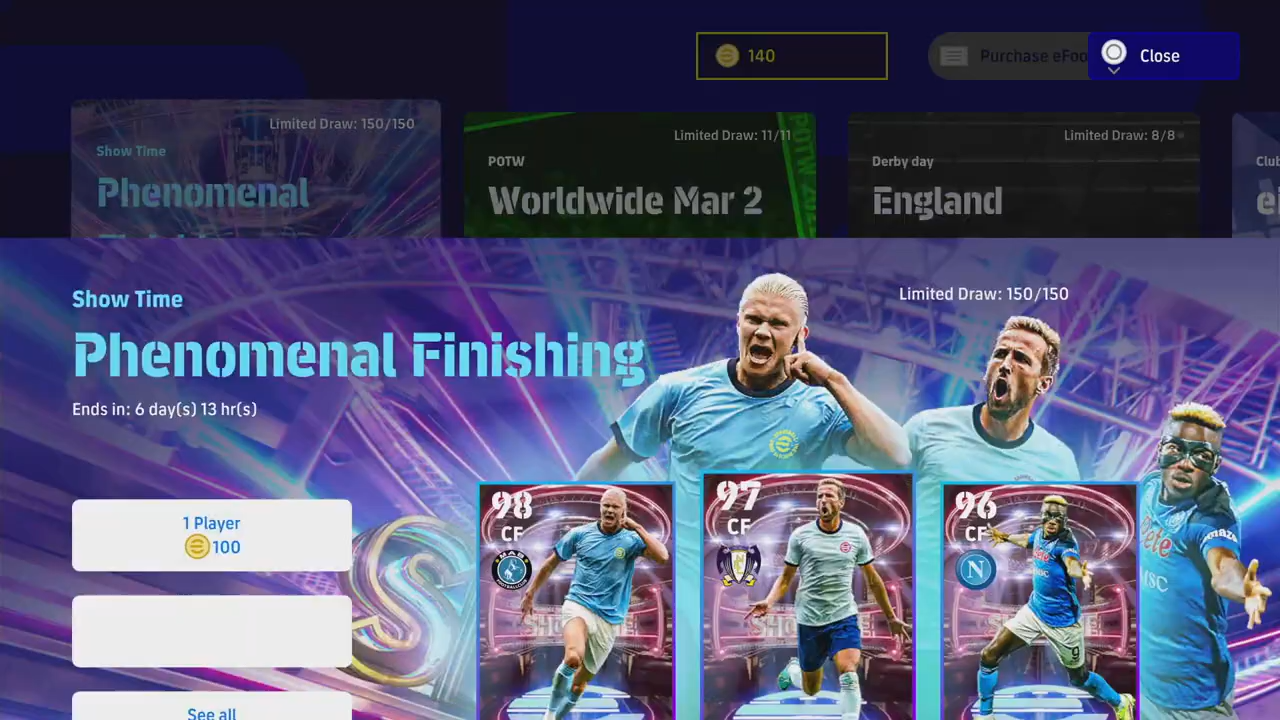 140
Purchase eFoo
Close
Limited Draw: 150/150
Show Time
Phenomenal
Limited Draw: 11/11
POTW
Worldwide Mar 2
Limited Draw: 8/8
Derby day
England
Club
Show Time
Phenomenal Finishing
Limited Draw: 150/150
Ends in: 6 day(s) 13 hr(s)
1 Player
100
See all
98
CF
97
CF
96
CF
N